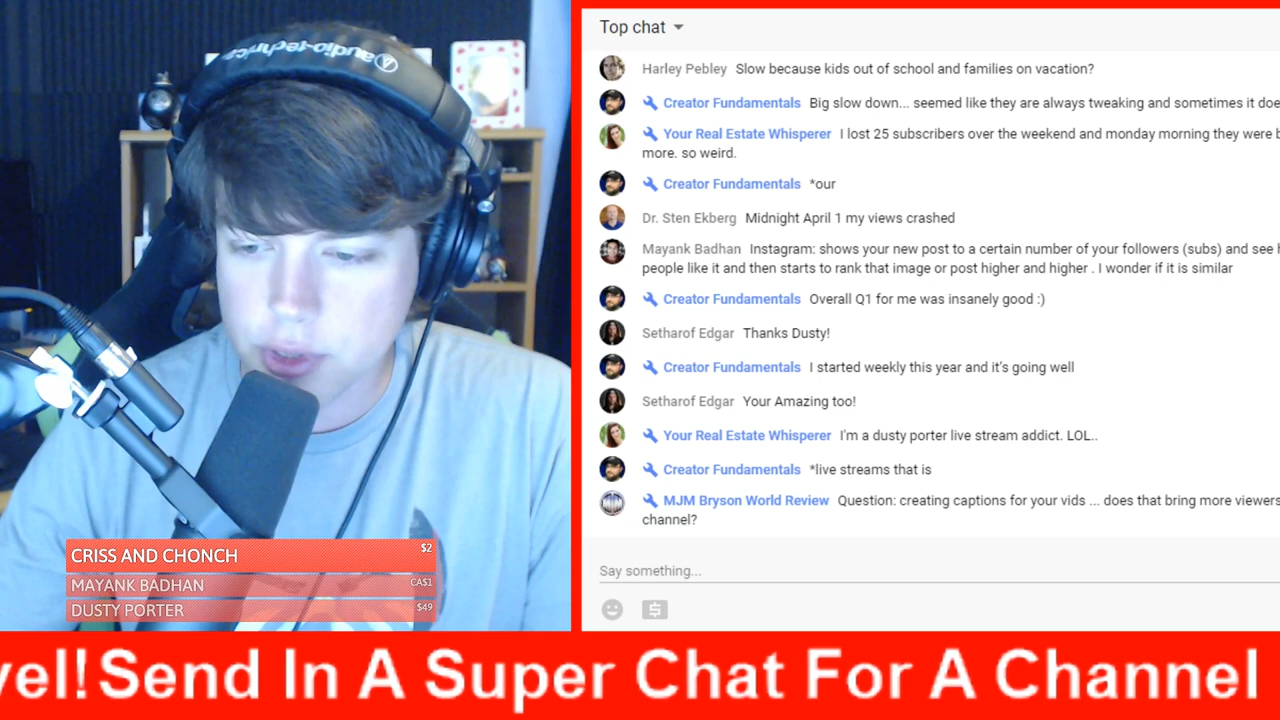 audio-technica
CRISS AND CHONCH $2
MAYANK BADHAN CA$1
DUSTY PORTER $49
Top chat
Harley Pebley Slow because kids out of school and families on vacation?
Creator Fundamentals Big slow down... seemed like they are always tweaking and sometimes it
Your Real Estate Whisperer I lost 25 subscribers over the weekend and monday morning they were
more. so weird.
Creator Fundamentals *our
Dr. Sten Ekberg Midnight April 1 my views crashed
Mayank Badhan Instagram: shows your new post to a certain number of your followers (subs) and see
people like it and then starts to rank that image or post higher and higher . I wonder if it is similar
Creator Fundamentals Overall Q1 for me was insanely good :)
Setharof Edgar Thanks Dusty!
Creator Fundamentals I started weekly this year and it's going well
Setharof Edgar Your Amazing too!
Your Real Estate Whisperer I'm a dusty porter live stream addict. LOL..
Creator Fundamentals *live streams that is
MJM Bryson World Review Question: creating captions for your vids ... does that bring more viewers
channel?
Say something...
vel! Send In A Super Chat For A Channel